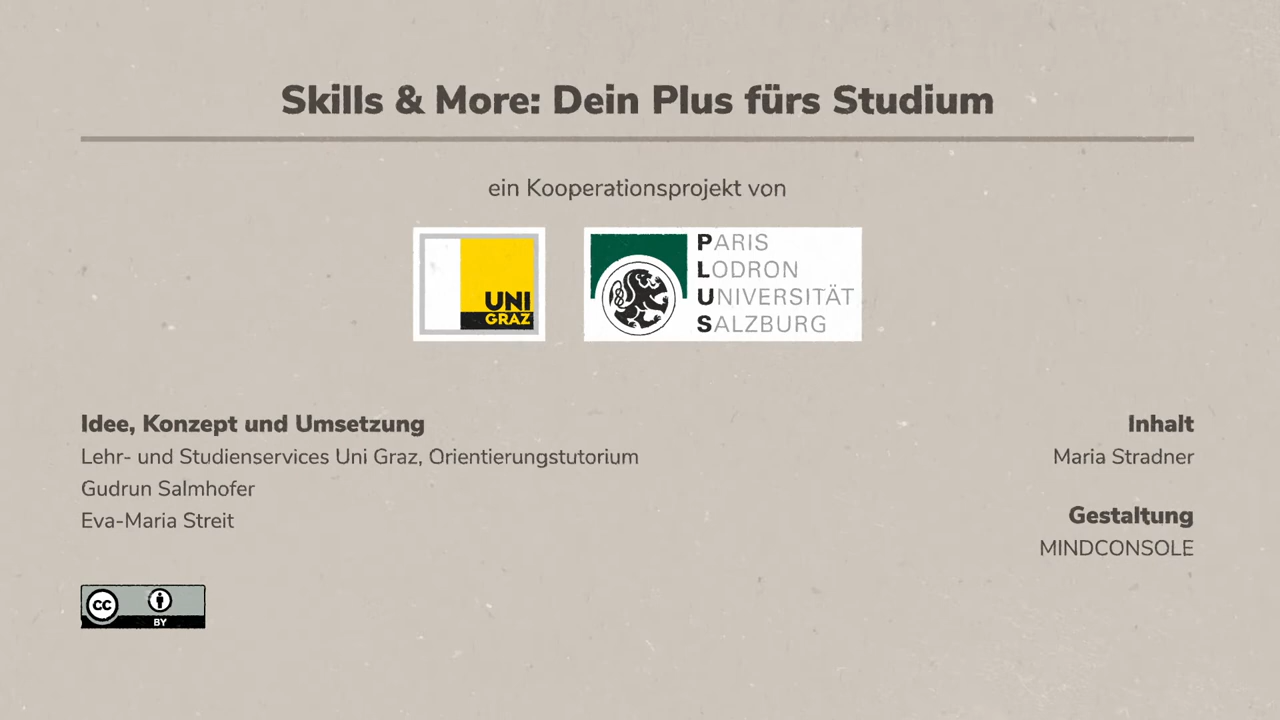 Skills & More: Dein Plus fürs Studium
ein Kooperationsprojekt von
UNI
GRAZ
PARIS
LODRON
UNIVERSITÄT
SALZBURG
Idee, Konzept und Umsetzung
Lehr- und Studienservices Uni Graz, Orientierungstutorium
Gudrun Salmhofer
Eva-Maria Streit
Inhalt
Maria Stradner
Gestaltung
MINDCONSOLE
CC
BY